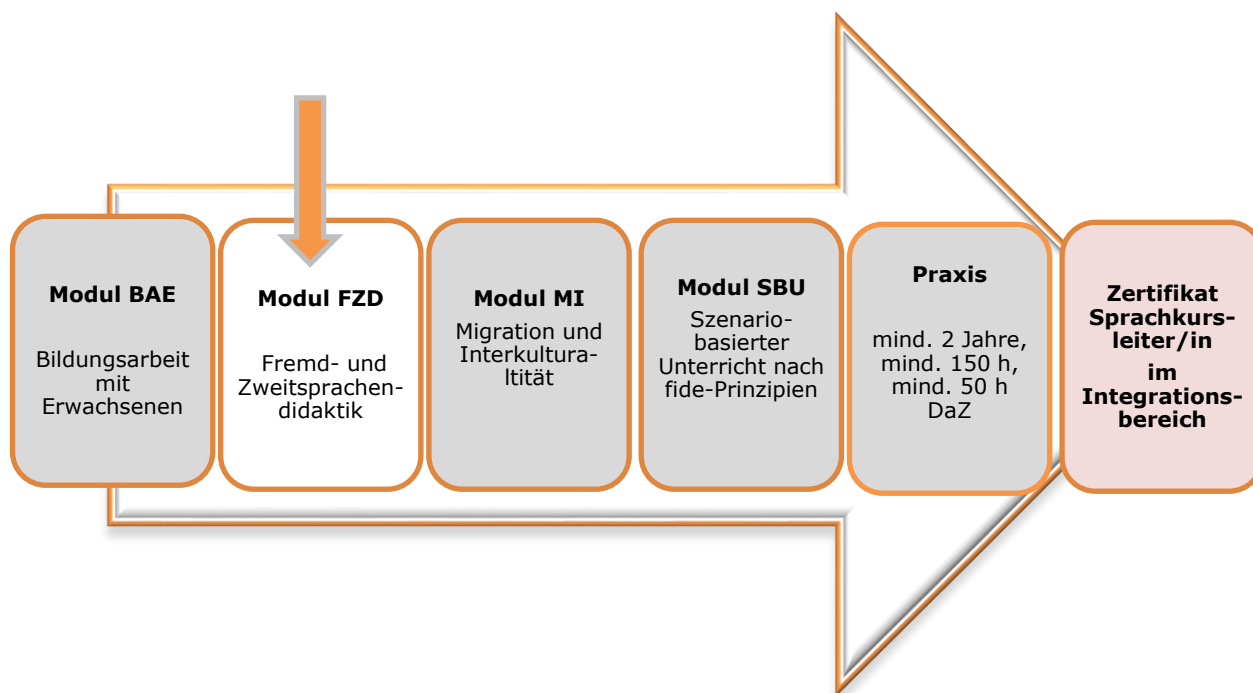 Modul BAE
Bildungsarbeit
mit
Erwachsenen
Modul FZD
Fremd- und
Zweitsprachen-
didaktik
Modul MI
Migration und
Interkultura-
ltität
Modul SBU
Szenario-
basierter
Unterricht nach
fide-Prinzipien
Praxis
mind. 2 Jahre,
mind. 150 h,
mind. 50 h
DaZ
Zertifikat
Sprachkurs-
leiter/in
im
Integrations-
bereich